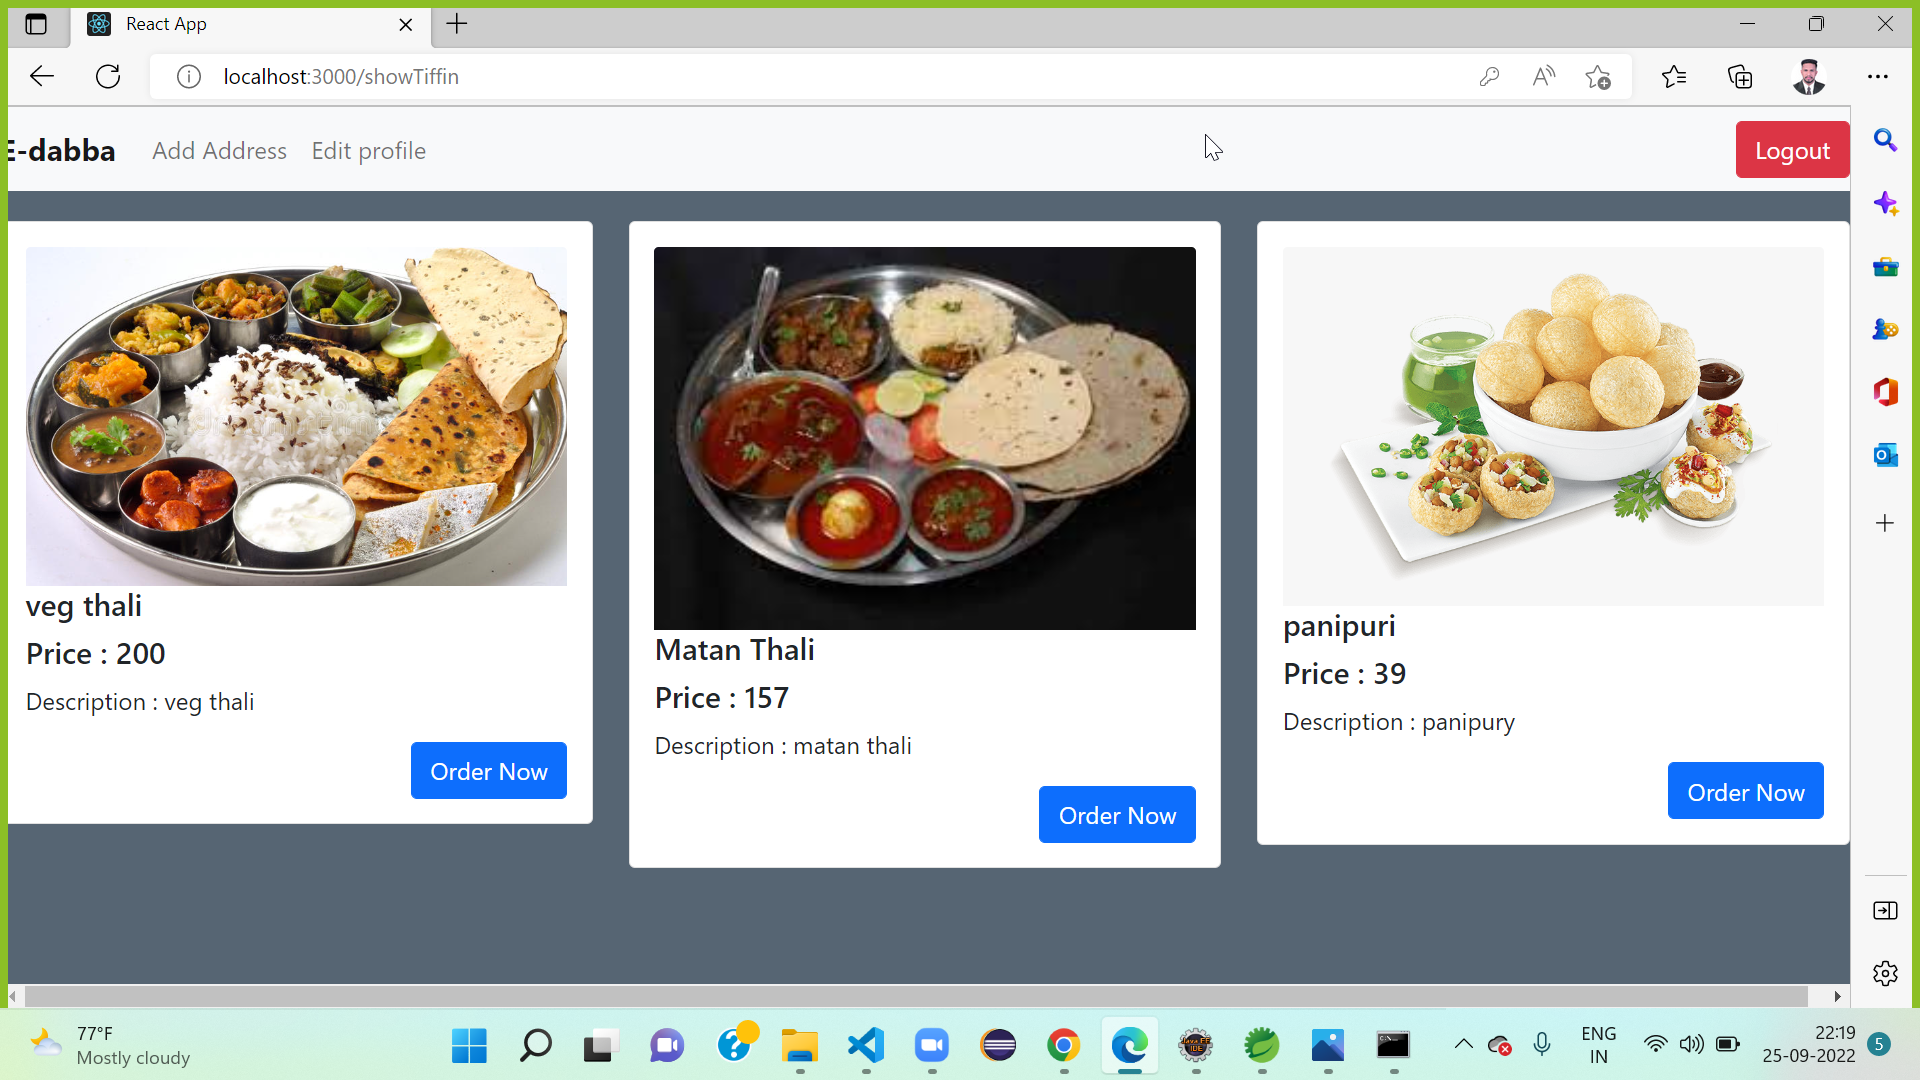 React App
localhost:3000/showTiffin
E-dabba Add Address Edit profile Logout
veg thali
Price : 200
Description : veg thali
Order Now
Matan Thali
Price : 157
Description : matan thali
Order Now
panipuri
Price : 39
Description : panipury
Order Now
77°F
Mostly cloudy
ENG
IN
22:19
25-09-2022
5